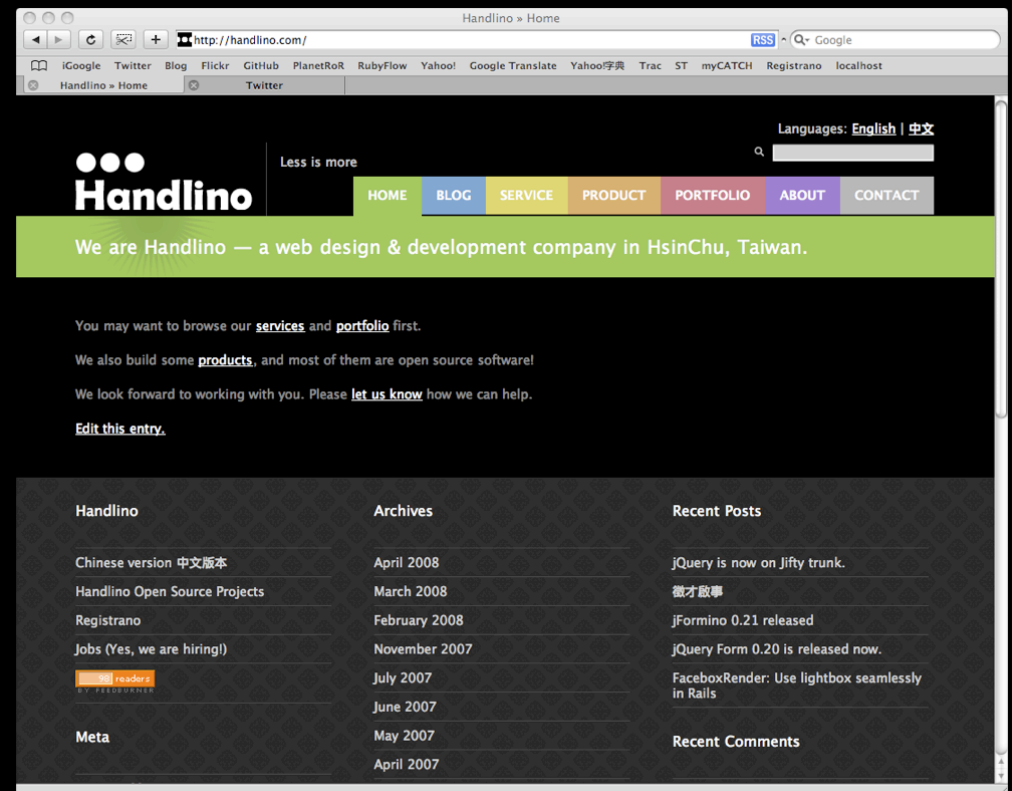 Handlino » Home
http://handlino.com/
RSS
Google
iGoogle Twitter Blog Flickr GitHub PlanetRoR RubyFlow Yahoo! Google Translate Yahoo!字典 Trac ST myCATCH Registrano localhost
Handlino » Home
Twitter
Languages: English | 中文
Handlino
Less is more
HOME BLOG SERVICE PRODUCT PORTFOLIO ABOUT CONTACT
We are Handlino — a web design & development company in HsinChu, Taiwan.
You may want to browse our services and portfolio first.
We also build some products, and most of them are open source software!
We look forward to working with you. Please let us know how we can help.
Edit this entry.
Handlino
Chinese version 中文版本
Handlino Open Source Projects
Registrano
Jobs (Yes, we are hiring!)
90 readers
BY FEEDBURNER
Meta
Archives
April 2008
March 2008
February 2008
November 2007
July 2007
June 2007
May 2007
April 2007
Recent Posts
jQuery is now on Jifty trunk.
徵才啟事
jFormino 0.21 released
jQuery Form 0.20 is released now.
FaceboxRender: Use lightbox seamlessly
in Rails
Recent Comments